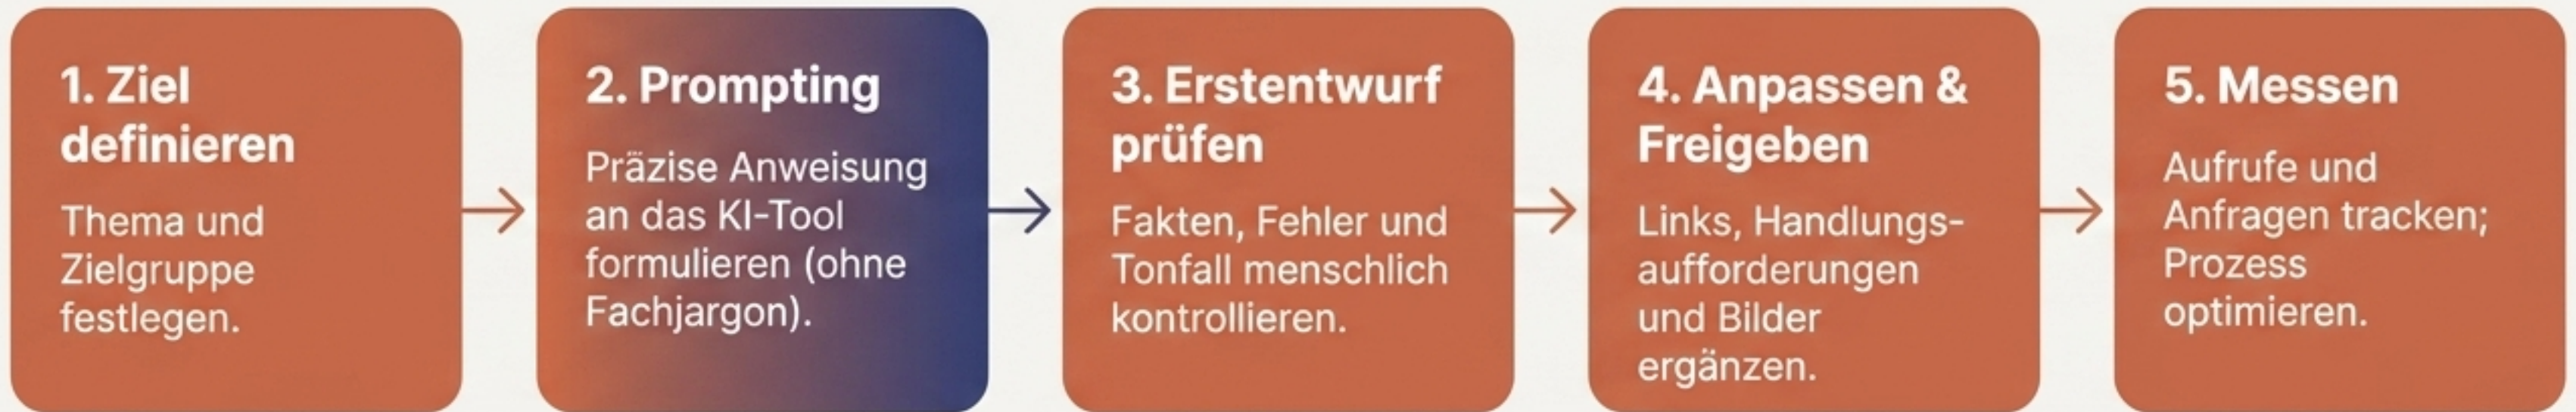 1. Ziel
definieren
Thema und
Zielgruppe
festlegen.
2. Prompting
Präzise Anweisung
an das KI-Tool
formulieren (ohne
Fachjargon).
3. Erstentwurf
prüfen
Fakten, Fehler und
Tonfall menschlich
kontrollieren.
4. Anpassen &
Freigeben
Links, Handlungs-
aufforderungen
und Bilder
ergänzen.
5. Messen
Aufrufe und
Anfragen tracken;
Prozess
optimieren.